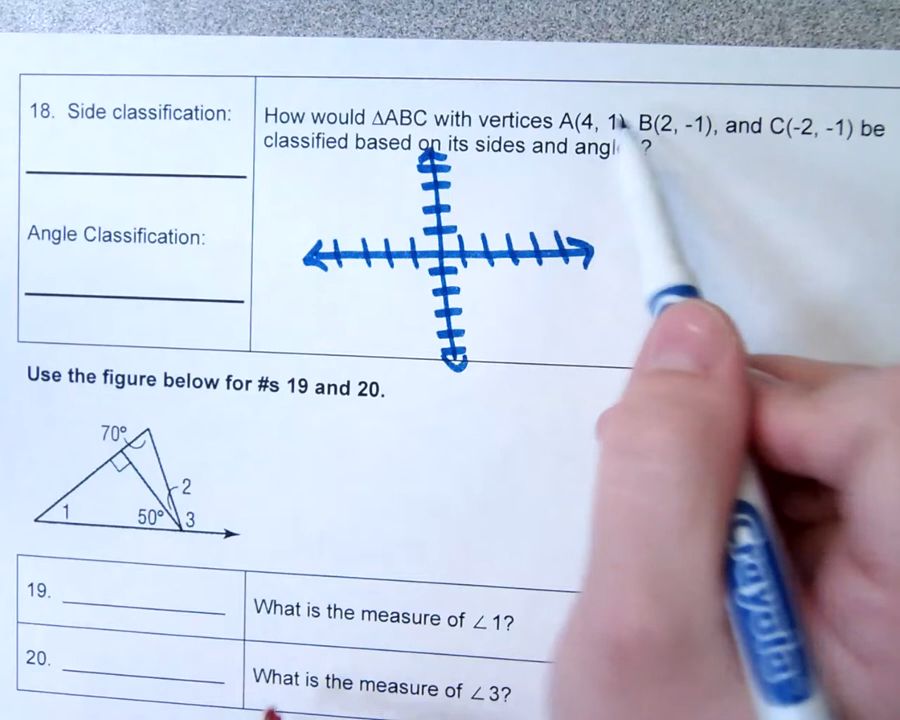 18. Side classification:
How would ΔABC with vertices A(4, 1), B(2, -1), and C(-2, -1) be
classified based on its sides and angl ?
Angle Classification:
Use the figure below for #s 19 and 20.
70°
1
50°
2
3
19.
What is the measure of ∠1?
20.
What is the measure of ∠3?
Crayola